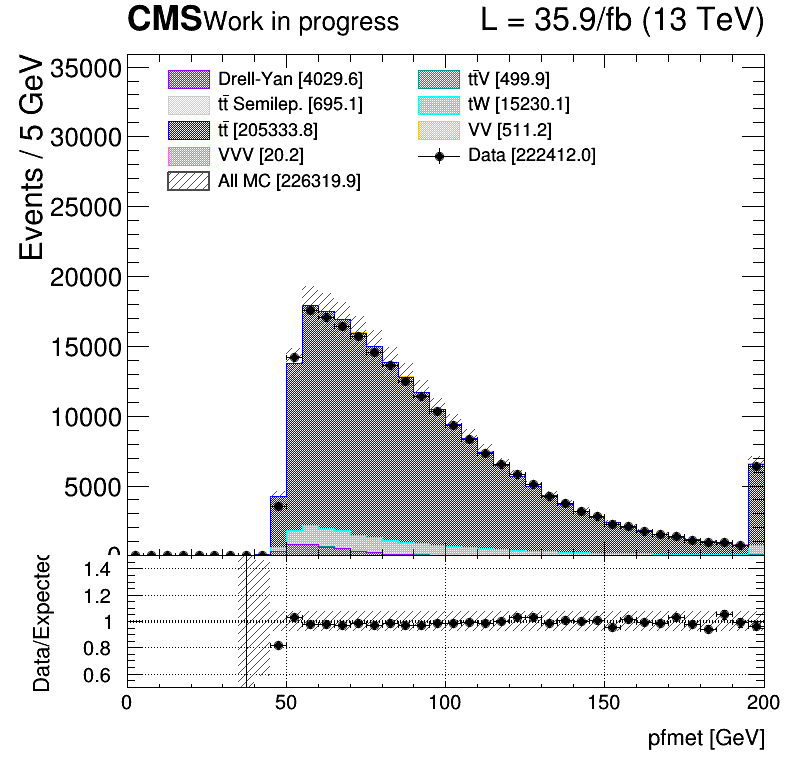 CMS Work in progress L = 35.9/fb (13 TeV)
Events / 5 GeV
35000
30000
25000
20000
15000
10000
5000
0
Drell-Yan [4029.6]
tt̄ Semilep. [695.1]
tt̄ [205333.8]
VVV [20.2]
All MC [226319.9]
tt̄V [499.9]
tW [15230.1]
VV [511.2]
Data [222412.0]
Data/Expected
1.4
1.2
1
0.8
0.6
0 50 100 150 200
pfmet [GeV]